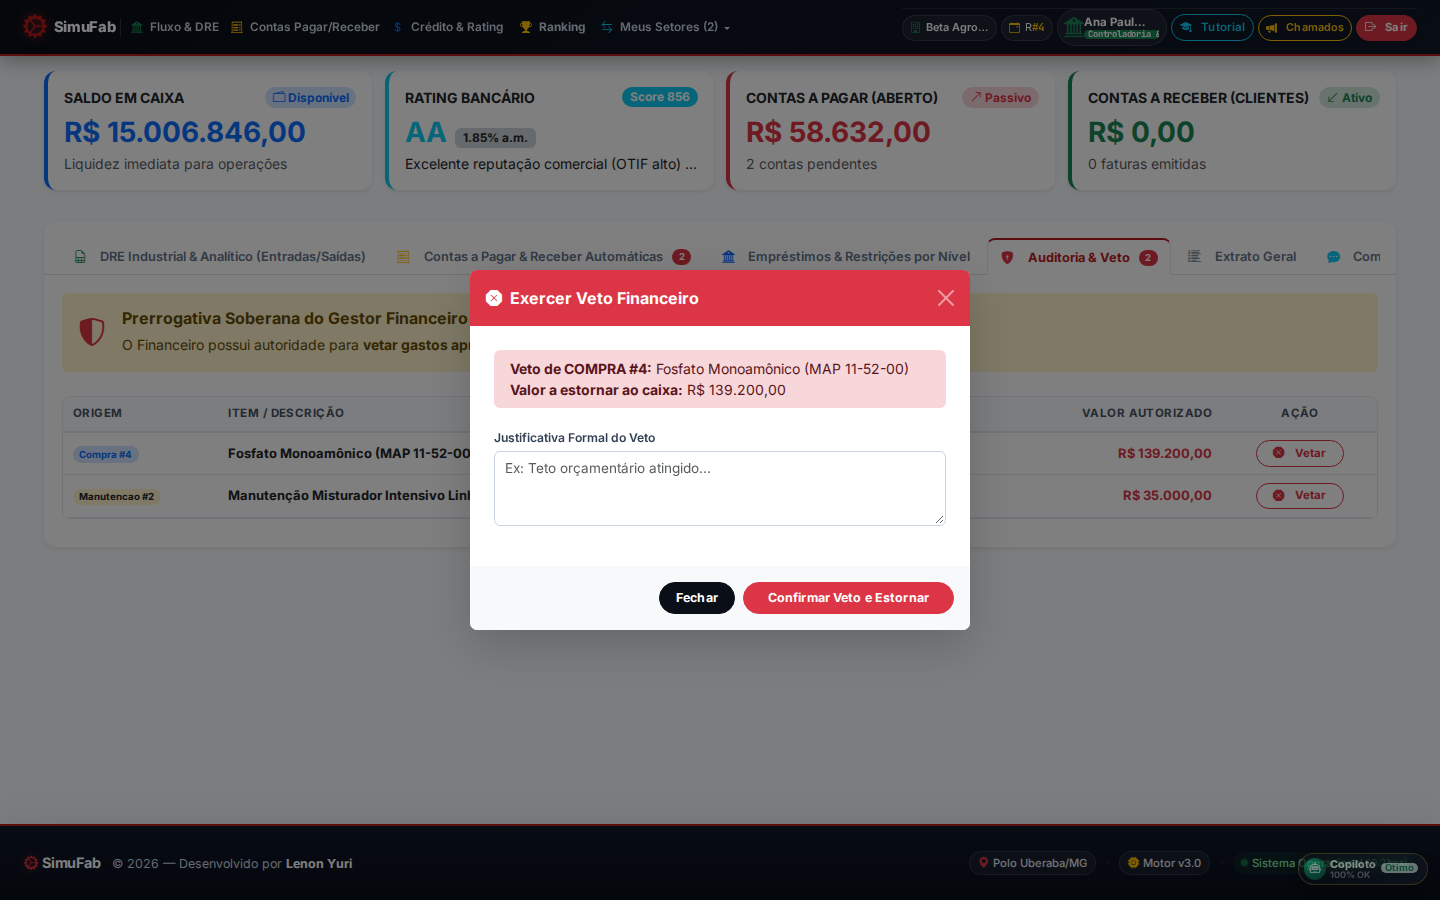 SimuFab
Fluxo & DRE
Contas Pagar/Receber
Crédito & Rating
Ranking
Meus Setores (2)
Beta Agro...
R#4
Ana Paul...
Controladoria &
Tutorial
Chamados
Sair
SALDO EM CAIXA
Disponível
R$ 15.006.846,00
Liquidez imediata para operações
RATING BANCÁRIO
Score 856
AA
1.85% a.m.
Excelente reputação comercial (OTIF alto) ...
CONTAS A PAGAR (ABERTO)
Passivo
R$ 58.632,00
2 contas pendentes
CONTAS A RECEBER (CLIENTES)
Ativo
R$ 0,00
0 faturas emitidas
DRE Industrial & Analítico (Entradas/Saídas)
Contas a Pagar & Receber Automáticas 2
Empréstimos & Restrições por Nível
Auditoria & Veto 2
Extrato Geral
Com
Prerrogativa Soberana do Gestor Financeiro
O Financeiro possui autoridade para vetar gastos
ORIGEM
ITEM / DESCRIÇÃO
VALOR AUTORIZADO
AÇÃO
Compra #4
Fosfato Monoamônico (MAP 11-52-00
R$ 139.200,00
Vetar
Manutencao #2
Manutenção Misturador Intensivo
R$ 35.000,00
Vetar
Exercer Veto Financeiro
Veto de COMPRA #4: Fosfato Monoamônico (MAP 11-52-00)
Valor a estornar ao caixa: R$ 139.200,00
Justificativa Formal do Veto
Ex: Teto orçamentário atingido...
Fechar
Confirmar Veto e Estornar
SimuFab
© 2026 — Desenvolvido por Lenon Yuri
Polo Uberaba/MG
Motor v3.0
Sistema
Copiloto
100% OK
Ótimo